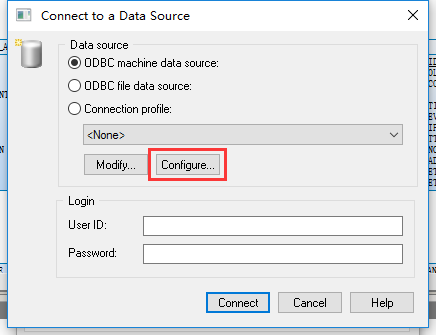 Connect to a Data Source
Data source
ODBC machine data source:
ODBC file data source:
Connection profile:
<None>
Modify...
Configure...
Login
User ID:
Password:
Connect
Cancel
Help